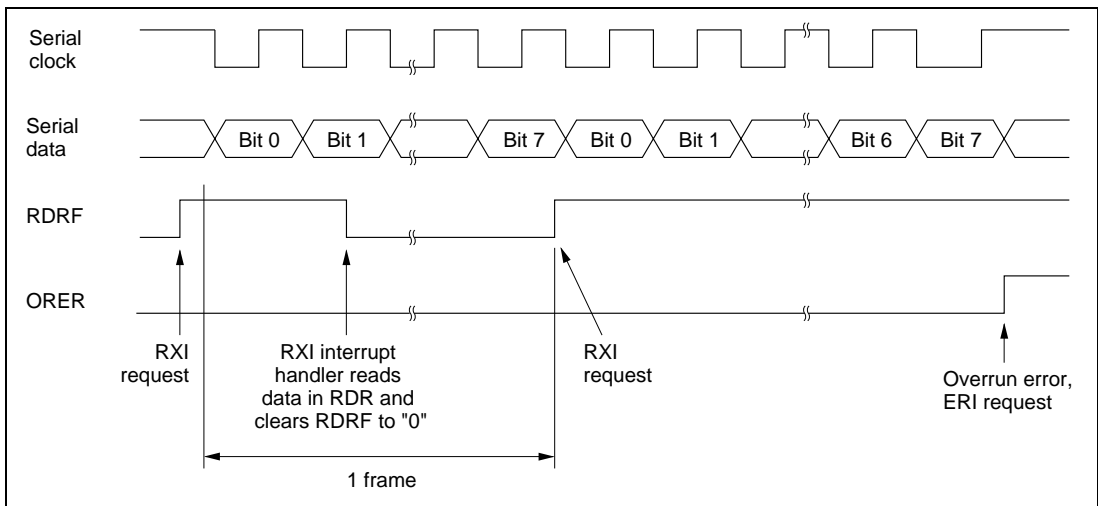 Serial
clock
Serial
data
Bit 0
Bit 1
Bit 7
Bit 0
Bit 1
Bit 6
Bit 7
RDRF
ORER
RXI
request
RXI interrupt
handler reads
data in RDR and
clears RDRF to "0"
RXI
request
Overrun error,
ERI request
1 frame